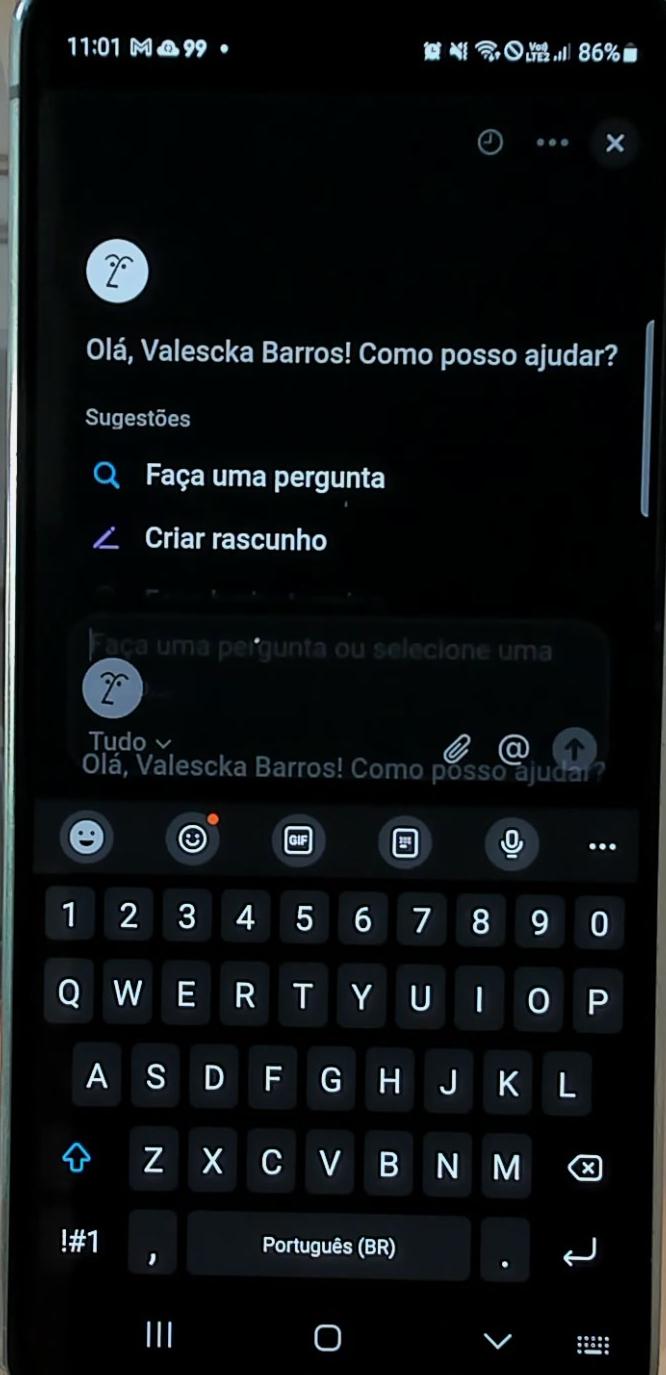 11:01 99
VoI) LTE2 86%
Olá, Valescka Barros! Como posso ajudar?
Sugestões
Faça uma pergunta
Criar rascunho
Faça uma pergunta ou selecione uma
Tudo
Olá, Valescka Barros! Como posso ajudar?
GIF
1 2 3 4 5 6 7 8 9 0
Q W E R T Y U I O P
A S D F G H J K L
Z X C V B N M
!#1 , Português (BR) .